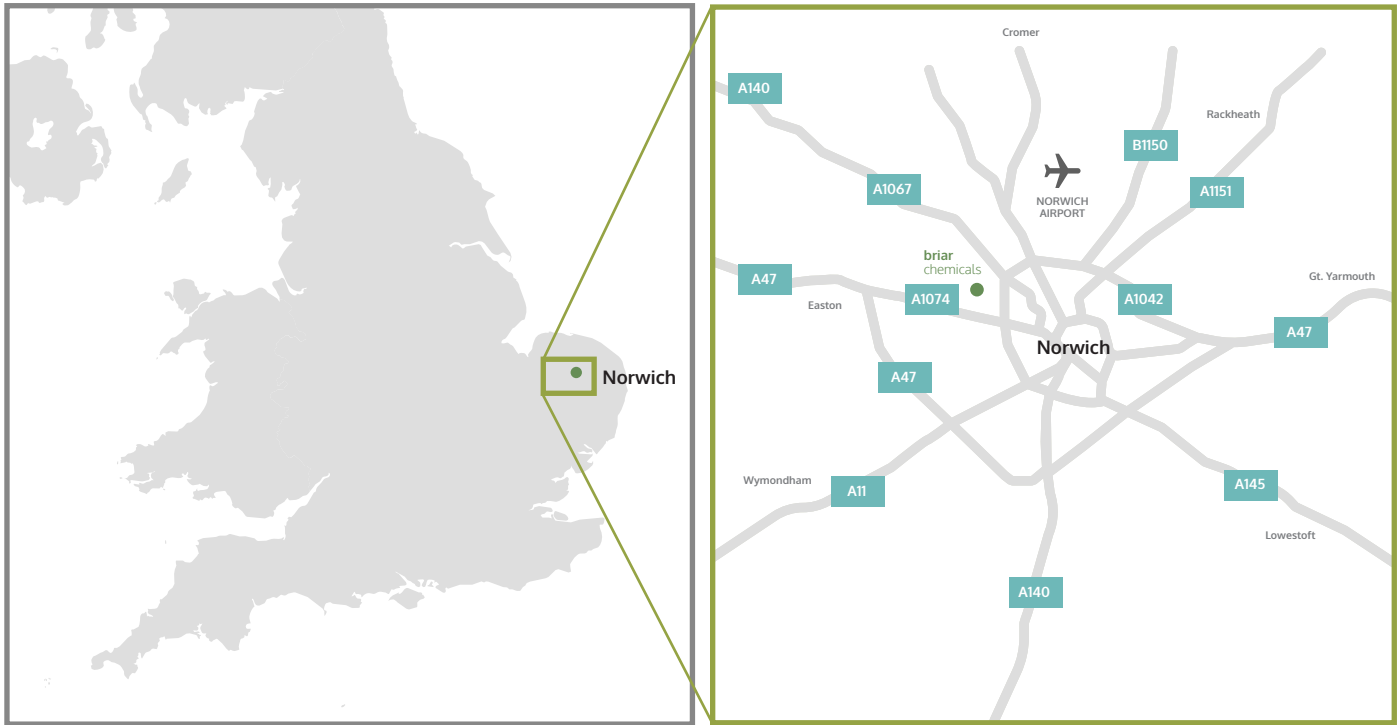 Norwich
Cromer
A140
Rackheath
B1150
A1067
A1151
NORWICH
AIRPORT
briar
chemicals
A47
Easton
A1074
A1042
Gt. Yarmouth
A47
Norwich
A47
Wymondham
A11
A145
Lowestoft
A140